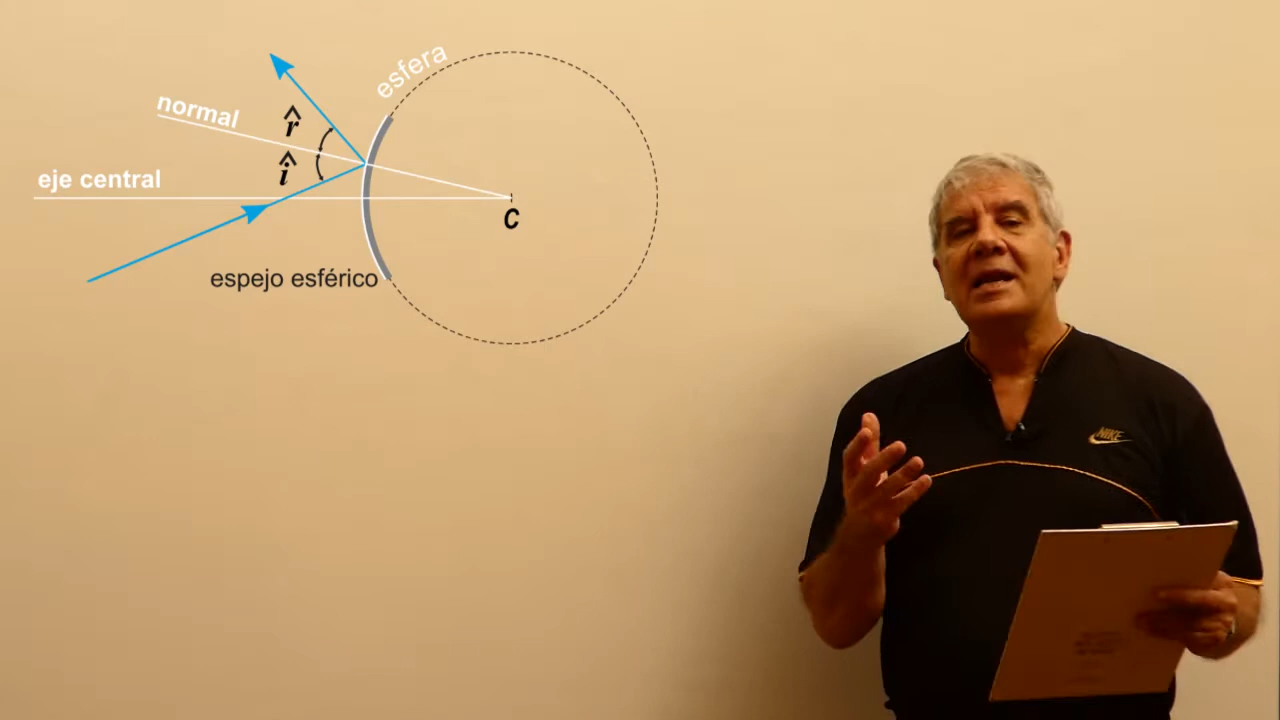 esfera
normal
r̂
î
eje central
C
espejo esférico
NIKE